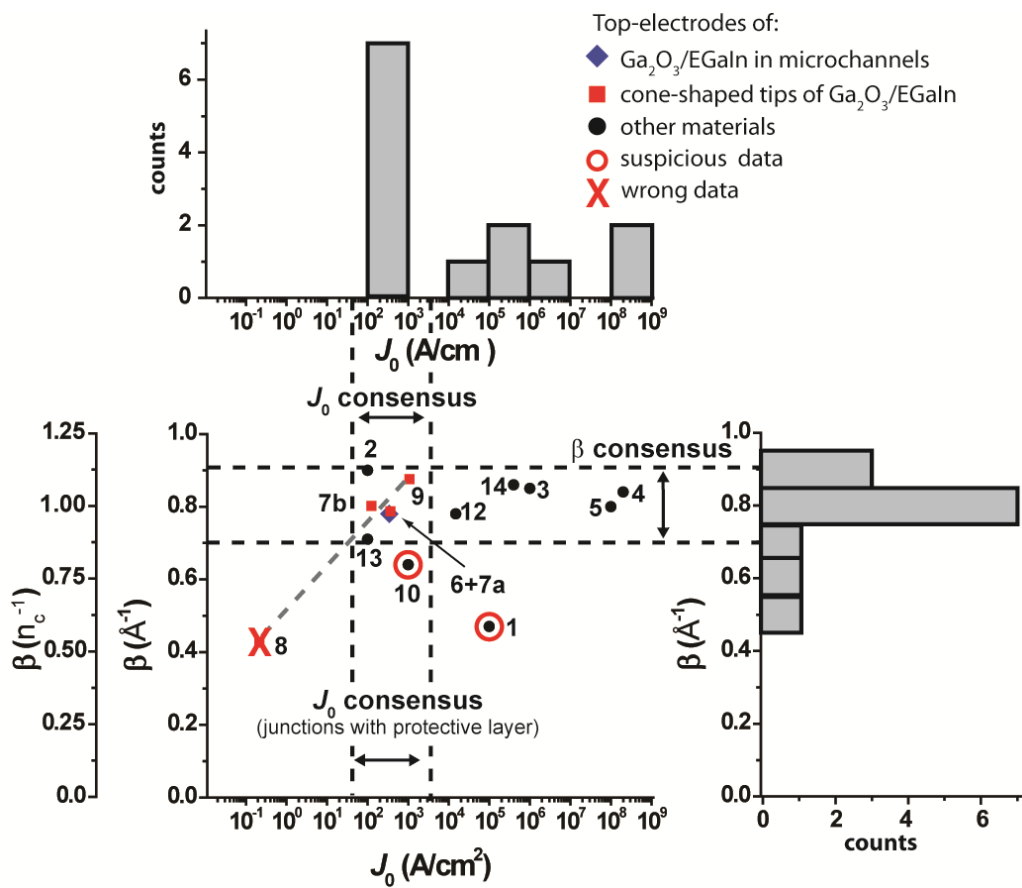 Top-electrodes of:
Ga₂O₃/EGaIn in microchannels
cone-shaped tips of Ga₂O₃/EGaIn
other materials
suspicious data
wrong data
counts
6
4
2
0
10⁻¹ 10⁰ 10¹ 10² 10³ 10⁴ 10⁵ 10⁶ 10⁷ 10⁸ 10⁹
J₀ (A/cm )
J₀ consensus
β consensus
β (n_c⁻¹)
1.25
1.00
0.75
0.50
0.25
0.0
β (Å⁻¹)
1.0
0.8
0.6
0.4
0.2
0.0
2
7b
9
13
10
6+7a
8
12
14
3
5
4
1
J₀ consensus
(junctions with protective layer)
10⁻¹ 10⁰ 10¹ 10² 10³ 10⁴ 10⁵ 10⁶ 10⁷ 10⁸ 10⁹
J₀ (A/cm²)
β (Å⁻¹)
1.0
0.8
0.6
0.4
0.2
0.0
0 2 4 6
counts